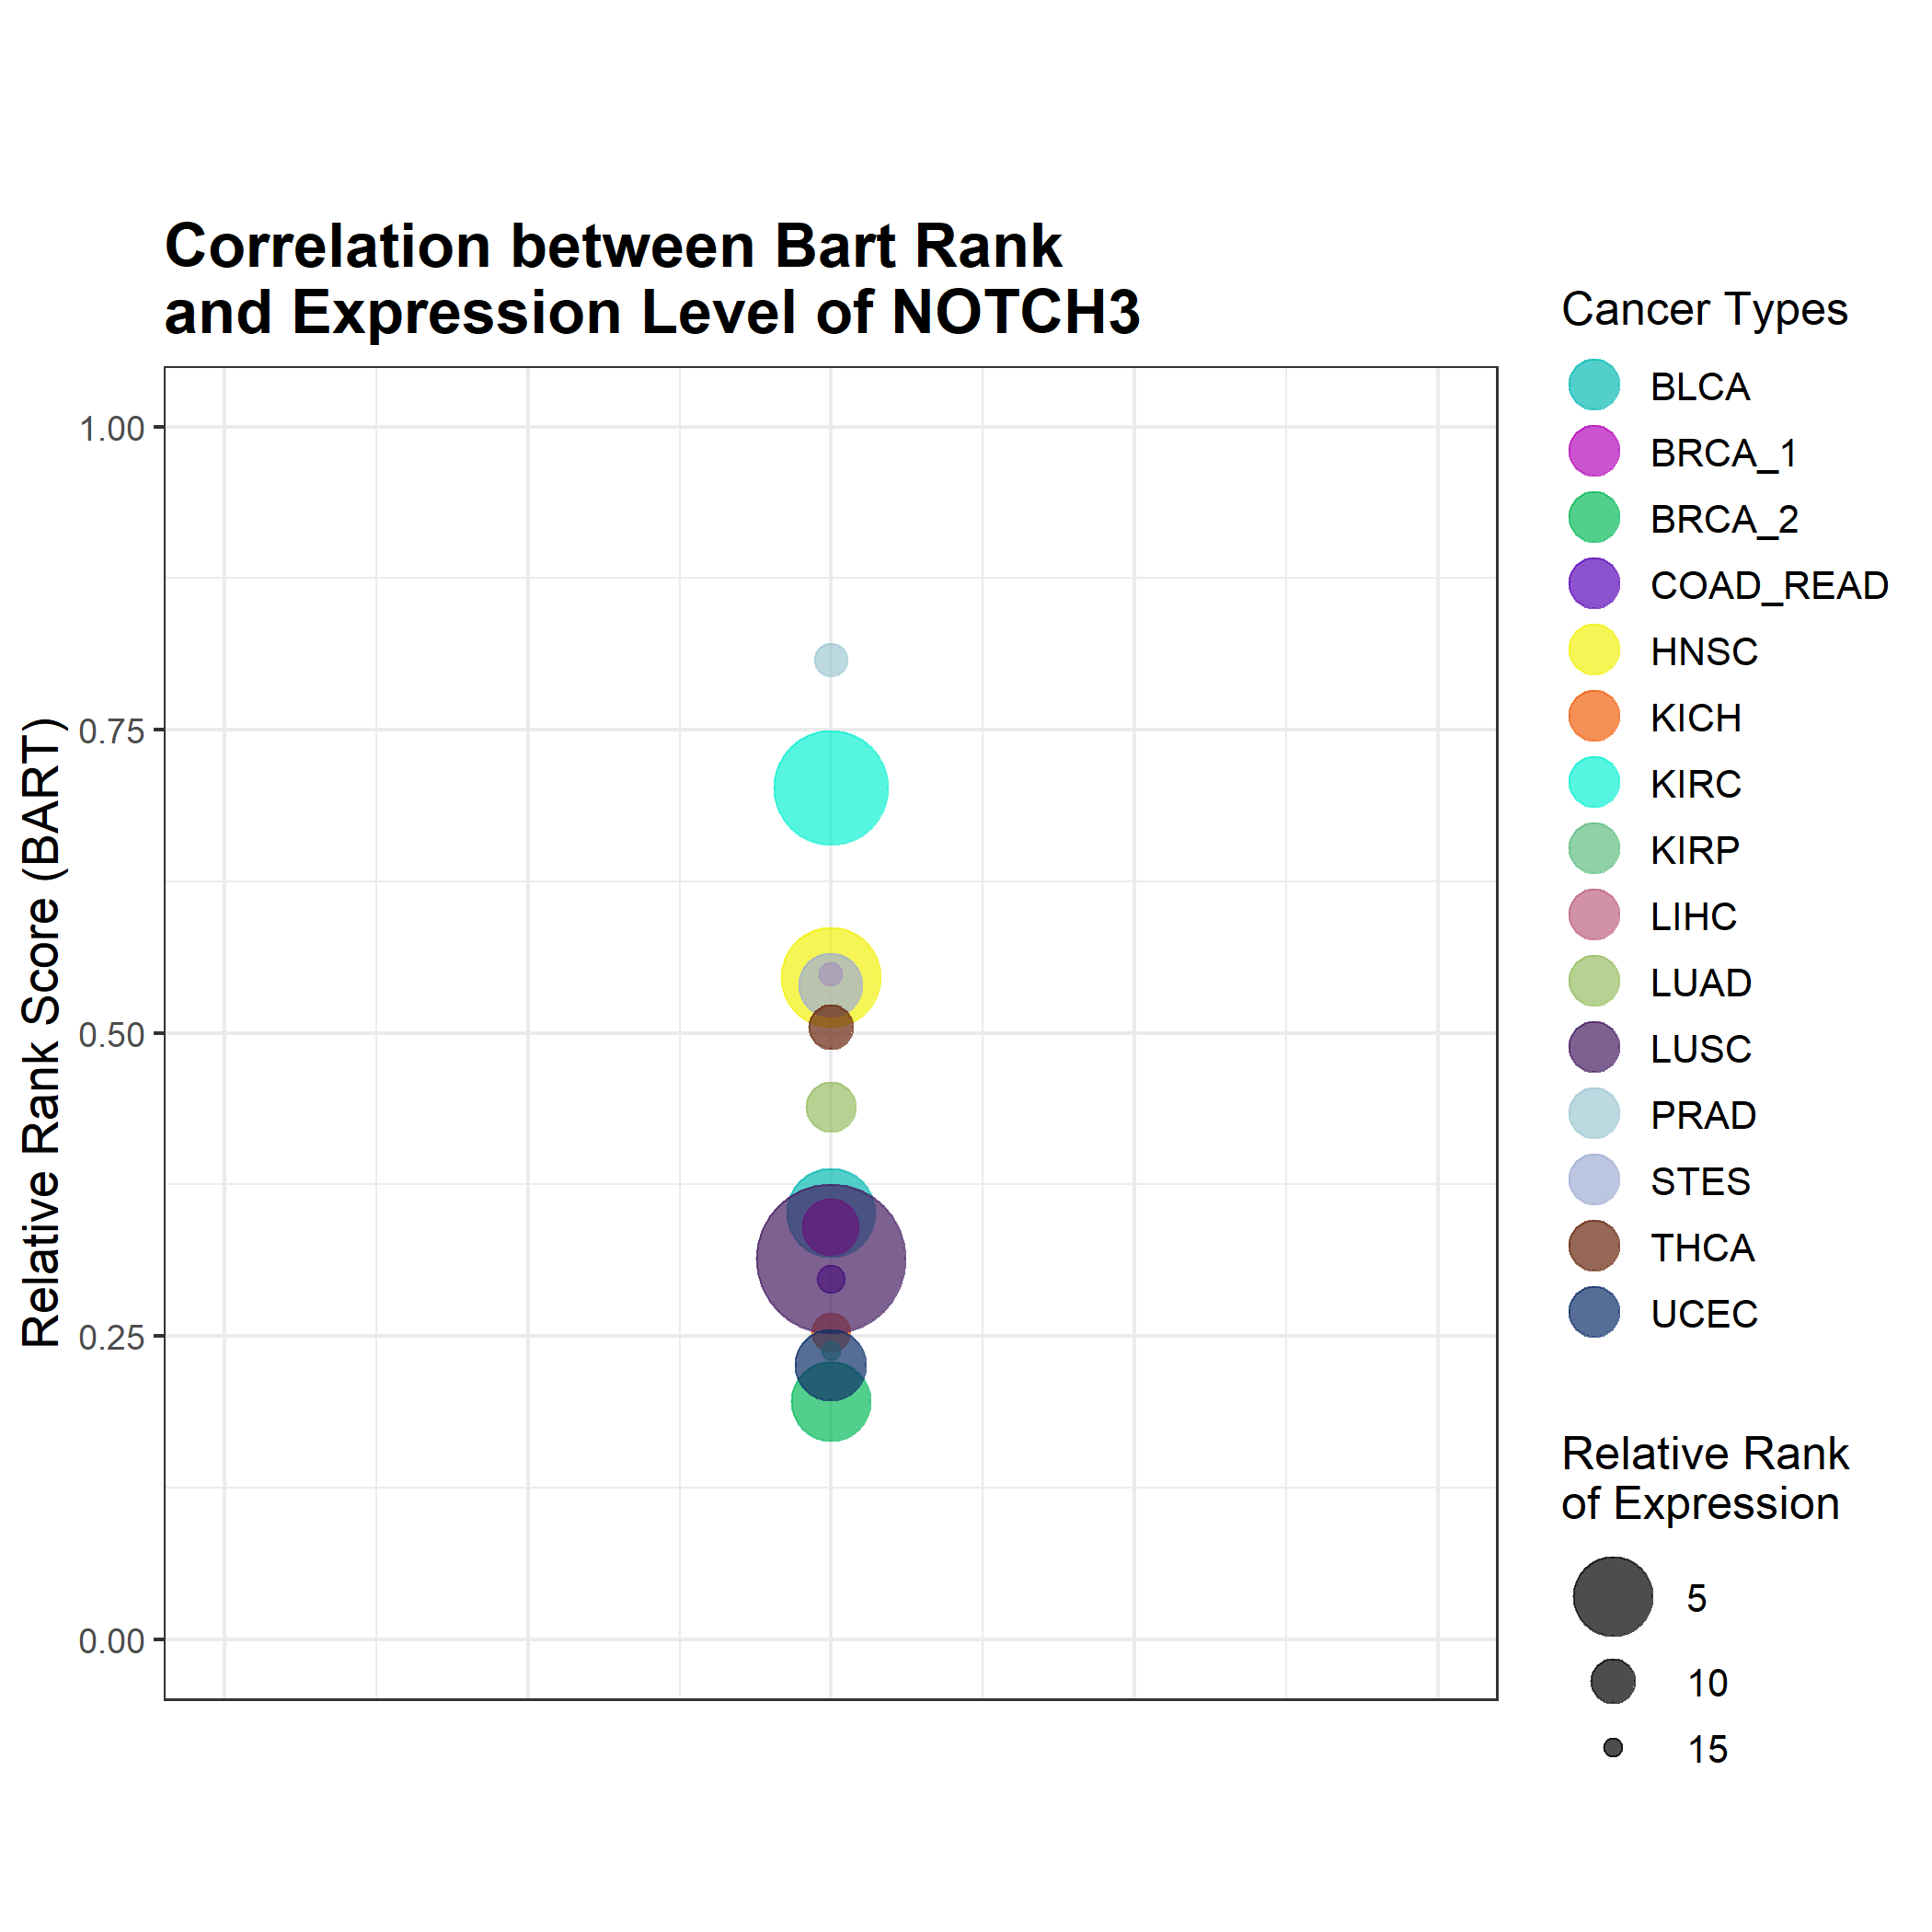 Correlation between Bart Rank
and Expression Level of NOTCH3
Relative Rank Score (BART)
1.00
0.75
0.50
0.25
0.00
Cancer Types
BLCA
BRCA_1
BRCA_2
COAD_READ
HNSC
KICH
KIRC
KIRP
LIHC
LUAD
LUSC
PRAD
STES
THCA
UCEC
Relative Rank
of Expression
5
10
15